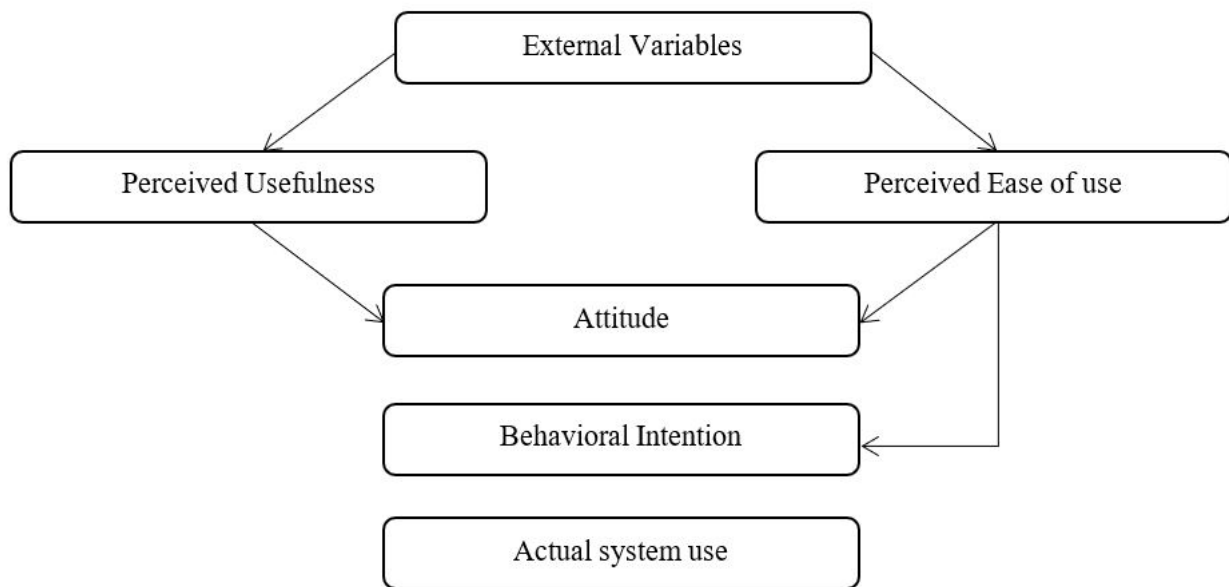 External Variables
Perceived Usefulness
Perceived Ease of use
Attitude
Behavioral Intention
Actual system use